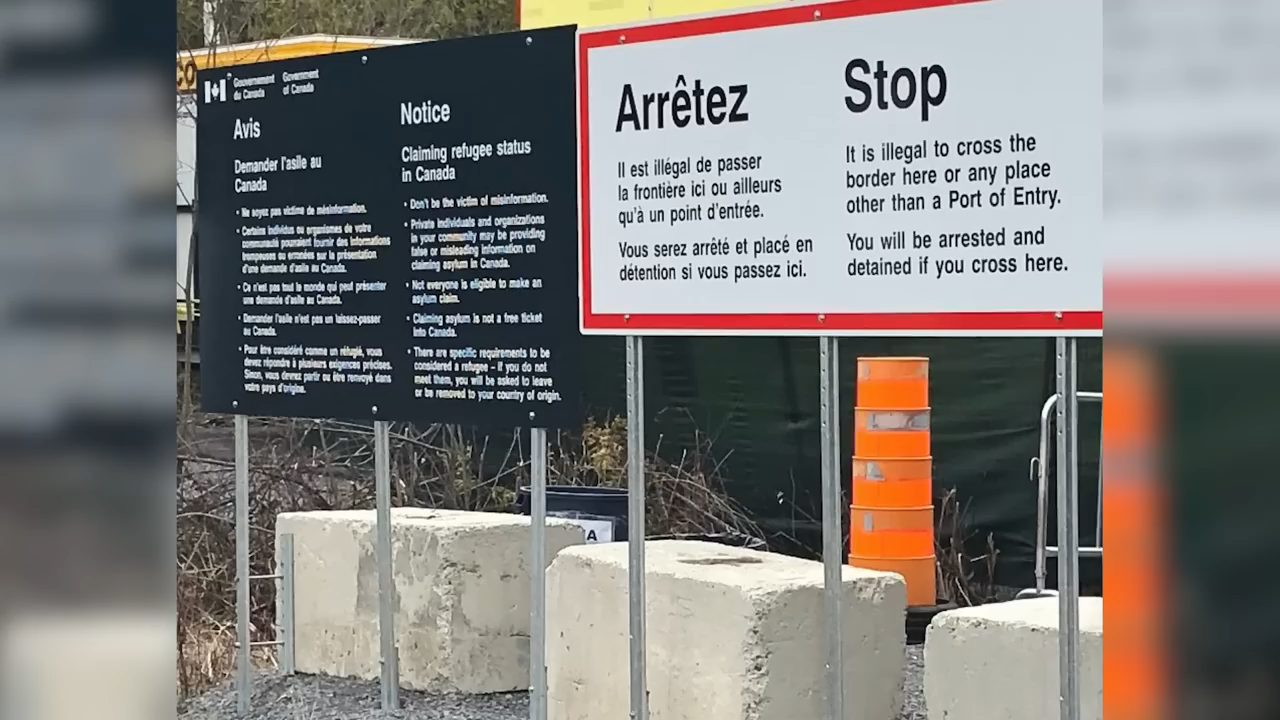 CO
Gouvernement
du Canada
Government
of Canada
Avis
Demander l'asile au
Canada
• Ne soyez pas victime de mésinformation.
• Certains individus ou organismes de votre
communauté pourraient fournir des informations
trompeuses ou erronées sur la présentation
d'une demande d'asile au Canada.
• Ce n'est pas tout le monde qui peut présenter
une demande d'asile au Canada.
• Demander l'asile n'est pas un laissez-passer
au Canada.
• Pour être considéré comme un réfugié, vous
devez répondre à plusieurs exigences précises.
Sinon, vous devrez partir ou être renvoyé dans
votre pays d'origine.
Notice
Claiming refugee status
in Canada
• Don't be the victim of misinformation.
• Private individuals and organizations
in your community may be providing
false or misleading information on
claiming asylum in Canada.
• Not everyone is eligible to make an
asylum claim.
• Claiming asylum is not a free ticket
into Canada.
• There are specific requirements to be
considered a refugee – if you do not
meet them, you will be asked to leave
or be removed to your country of origin.
Arrêtez
Il est illégal de passer
la frontière ici ou ailleurs
qu'à un point d'entrée.
Vous serez arrêté et placé en
détention si vous passez ici.
Stop
It is illegal to cross the
border here or any place
other than a Port of Entry.
You will be arrested and
detained if you cross here.
A